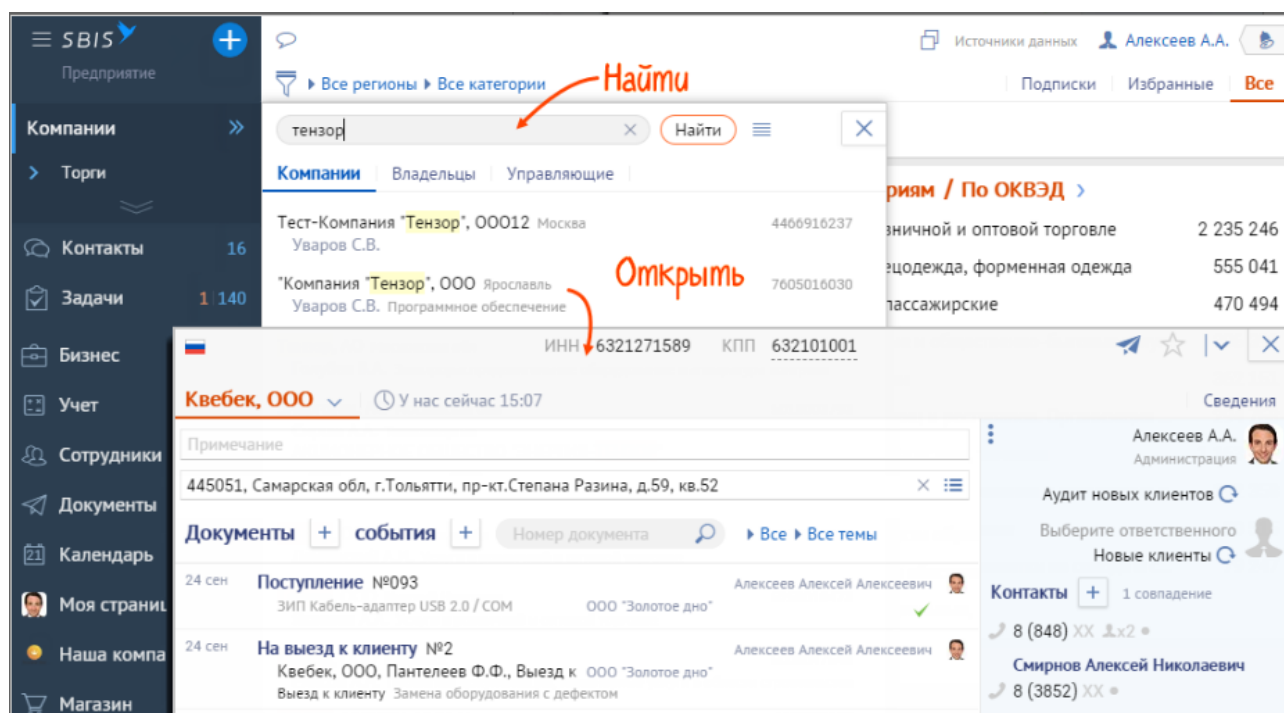 SBIS
Предприятие
Источники данных Алексеев А.А.
Все регионы Все категории
Найти
Подписки Избранные Все
Компании
Торги
Контакты 16
Задачи 1 140
Бизнес
Учет
Сотрудники
Документы
21 Календарь
Моя страниц
Наша компа
Магазин
тензор Найти
Компании Владельцы Управляющие
Тест-Компания "Тензор", ООО12 Москва 4466916237
Уваров С.В.
"Компания "Тензор", ООО Ярославль 7605016030
Уваров С.В. Программное обеспечение
Открыть
риям / По ОКВЭД
зничной и оптовой торговле 2 235 246
ецодежда, форменная одежда 555 041
пассажирские 470 494
ИНН 6321271589 КПП 632101001
Квебек, ООО У нас сейчас 15:07
Сведения
Примечание
445051, Самарская обл, г.Тольятти, пр-кт.Степана Разина, д.59, кв.52
Документы + события + Номер документа Все Все темы
24 сен Поступление №093 Алексеев Алексей Алексеевич
ЗИП Кабель-адаптер USB 2.0 / COM ООО "Золотое дно"
24 сен На выезд к клиенту №2 Алексеев Алексей Алексеевич
Квебек, ООО, Пантелеев Ф.Ф., Выезд к ООО "Золотое дно"
Выезд к клиенту Замена оборудования с дефектом
Алексеев А.А.
Администрация
Аудит новых клиентов
Выберите ответственного
Новые клиенты
Контакты + 1 совпадение
8 (848) XX x2
Смирнов Алексей Николаевич
8 (3852) XX